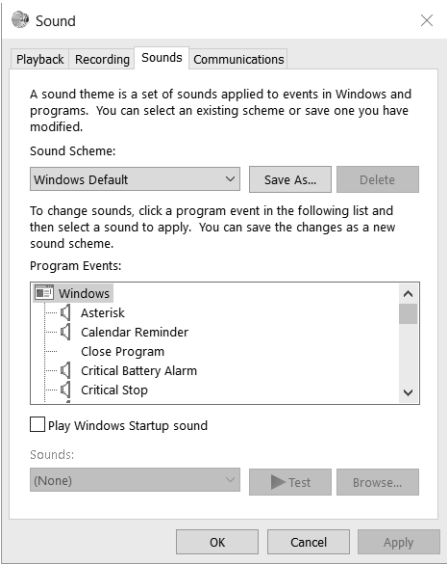 Sound
Playback Recording Sounds Communications
A sound theme is a set of sounds applied to events in Windows and
programs. You can select an existing scheme or save one you have
modified.
Sound Scheme:
Windows Default Save As... Delete
To change sounds, click a program event in the following list and
then select a sound to apply. You can save the changes as a new
sound scheme.
Program Events:
Windows
Asterisk
Calendar Reminder
Close Program
Critical Battery Alarm
Critical Stop
Play Windows Startup sound
Sounds:
(None) Test Browse...
OK Cancel Apply